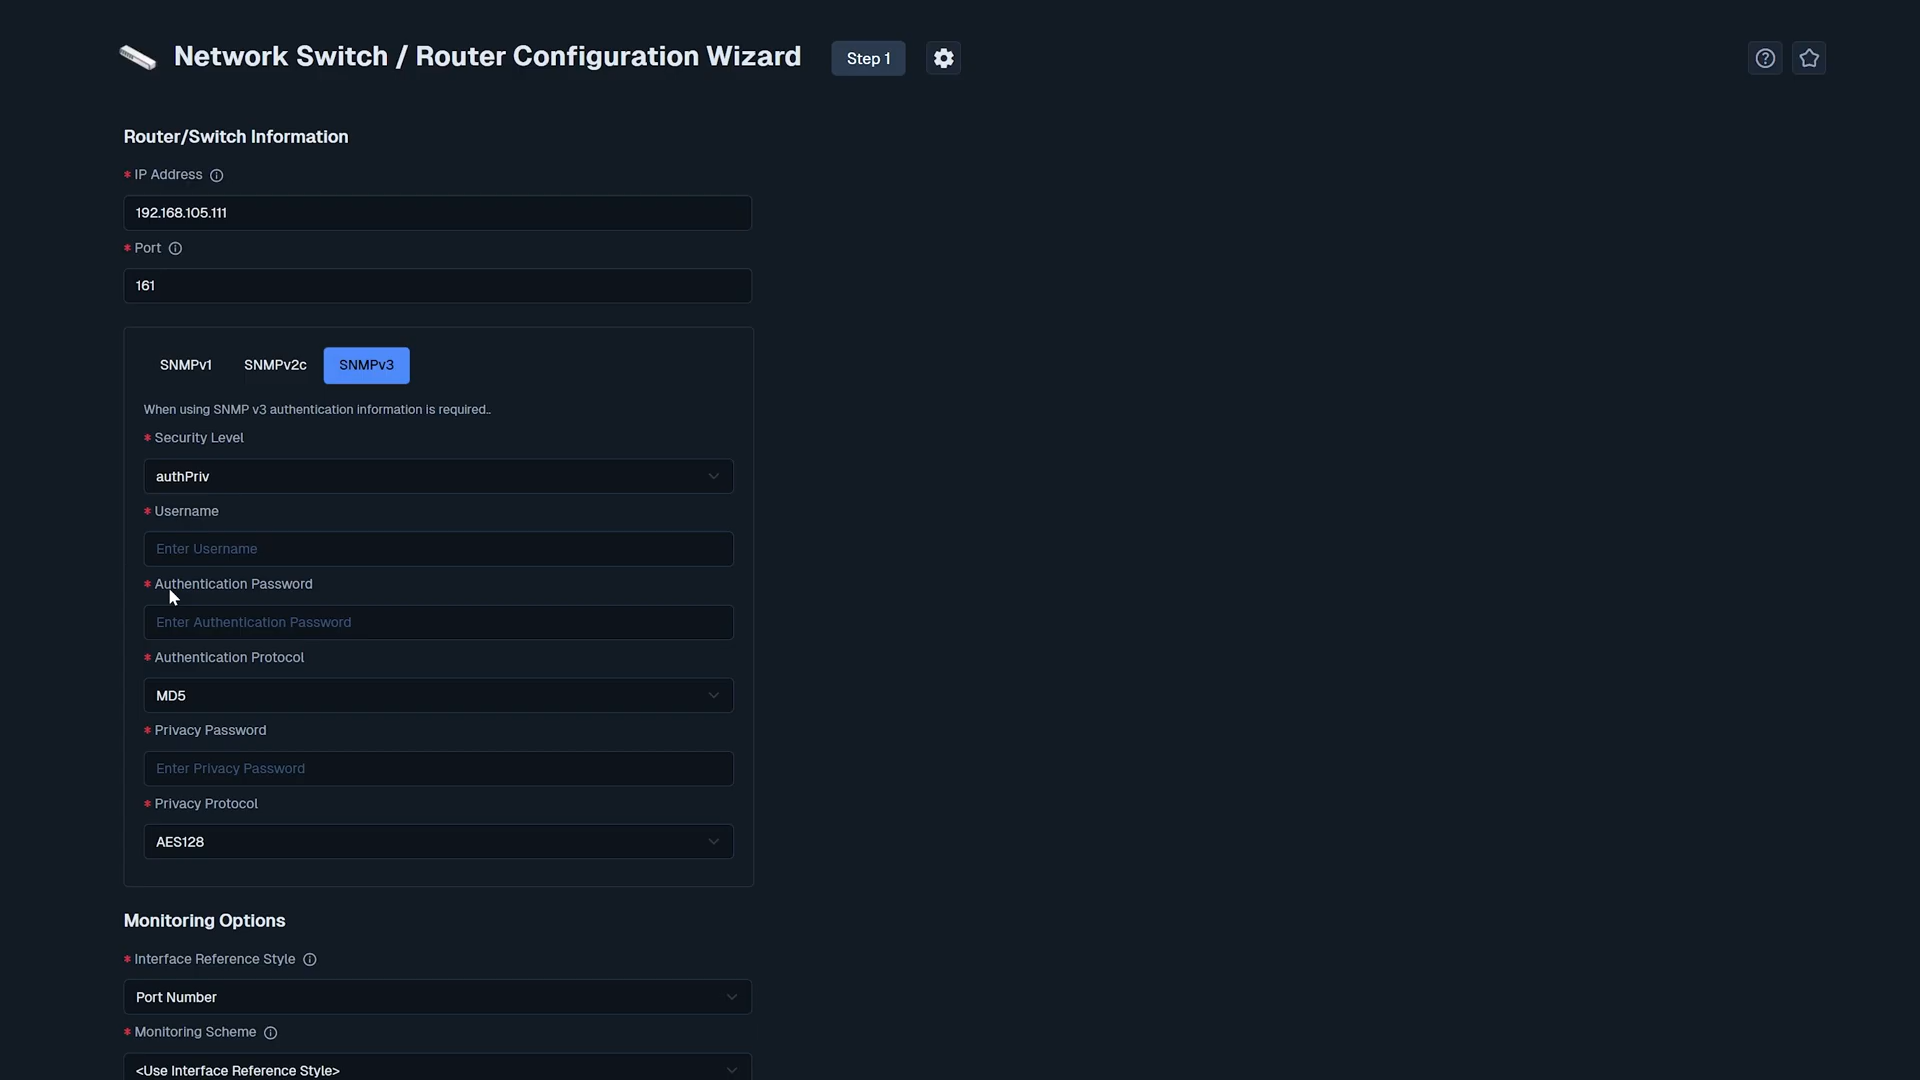 Network Switch / Router Configuration Wizard
Step 1
Router/Switch Information
* IP Address
192.168.105.111
* Port
161
SNMPv1 SNMPv2c SNMPv3
When using SNMP v3 authentication information is required..
* Security Level
authPriv
* Username
Enter Username
* Authentication Password
Enter Authentication Password
* Authentication Protocol
MD5
* Privacy Password
Enter Privacy Password
* Privacy Protocol
AES128
Monitoring Options
* Interface Reference Style
Port Number
* Monitoring Scheme
<Use Interface Reference Style>